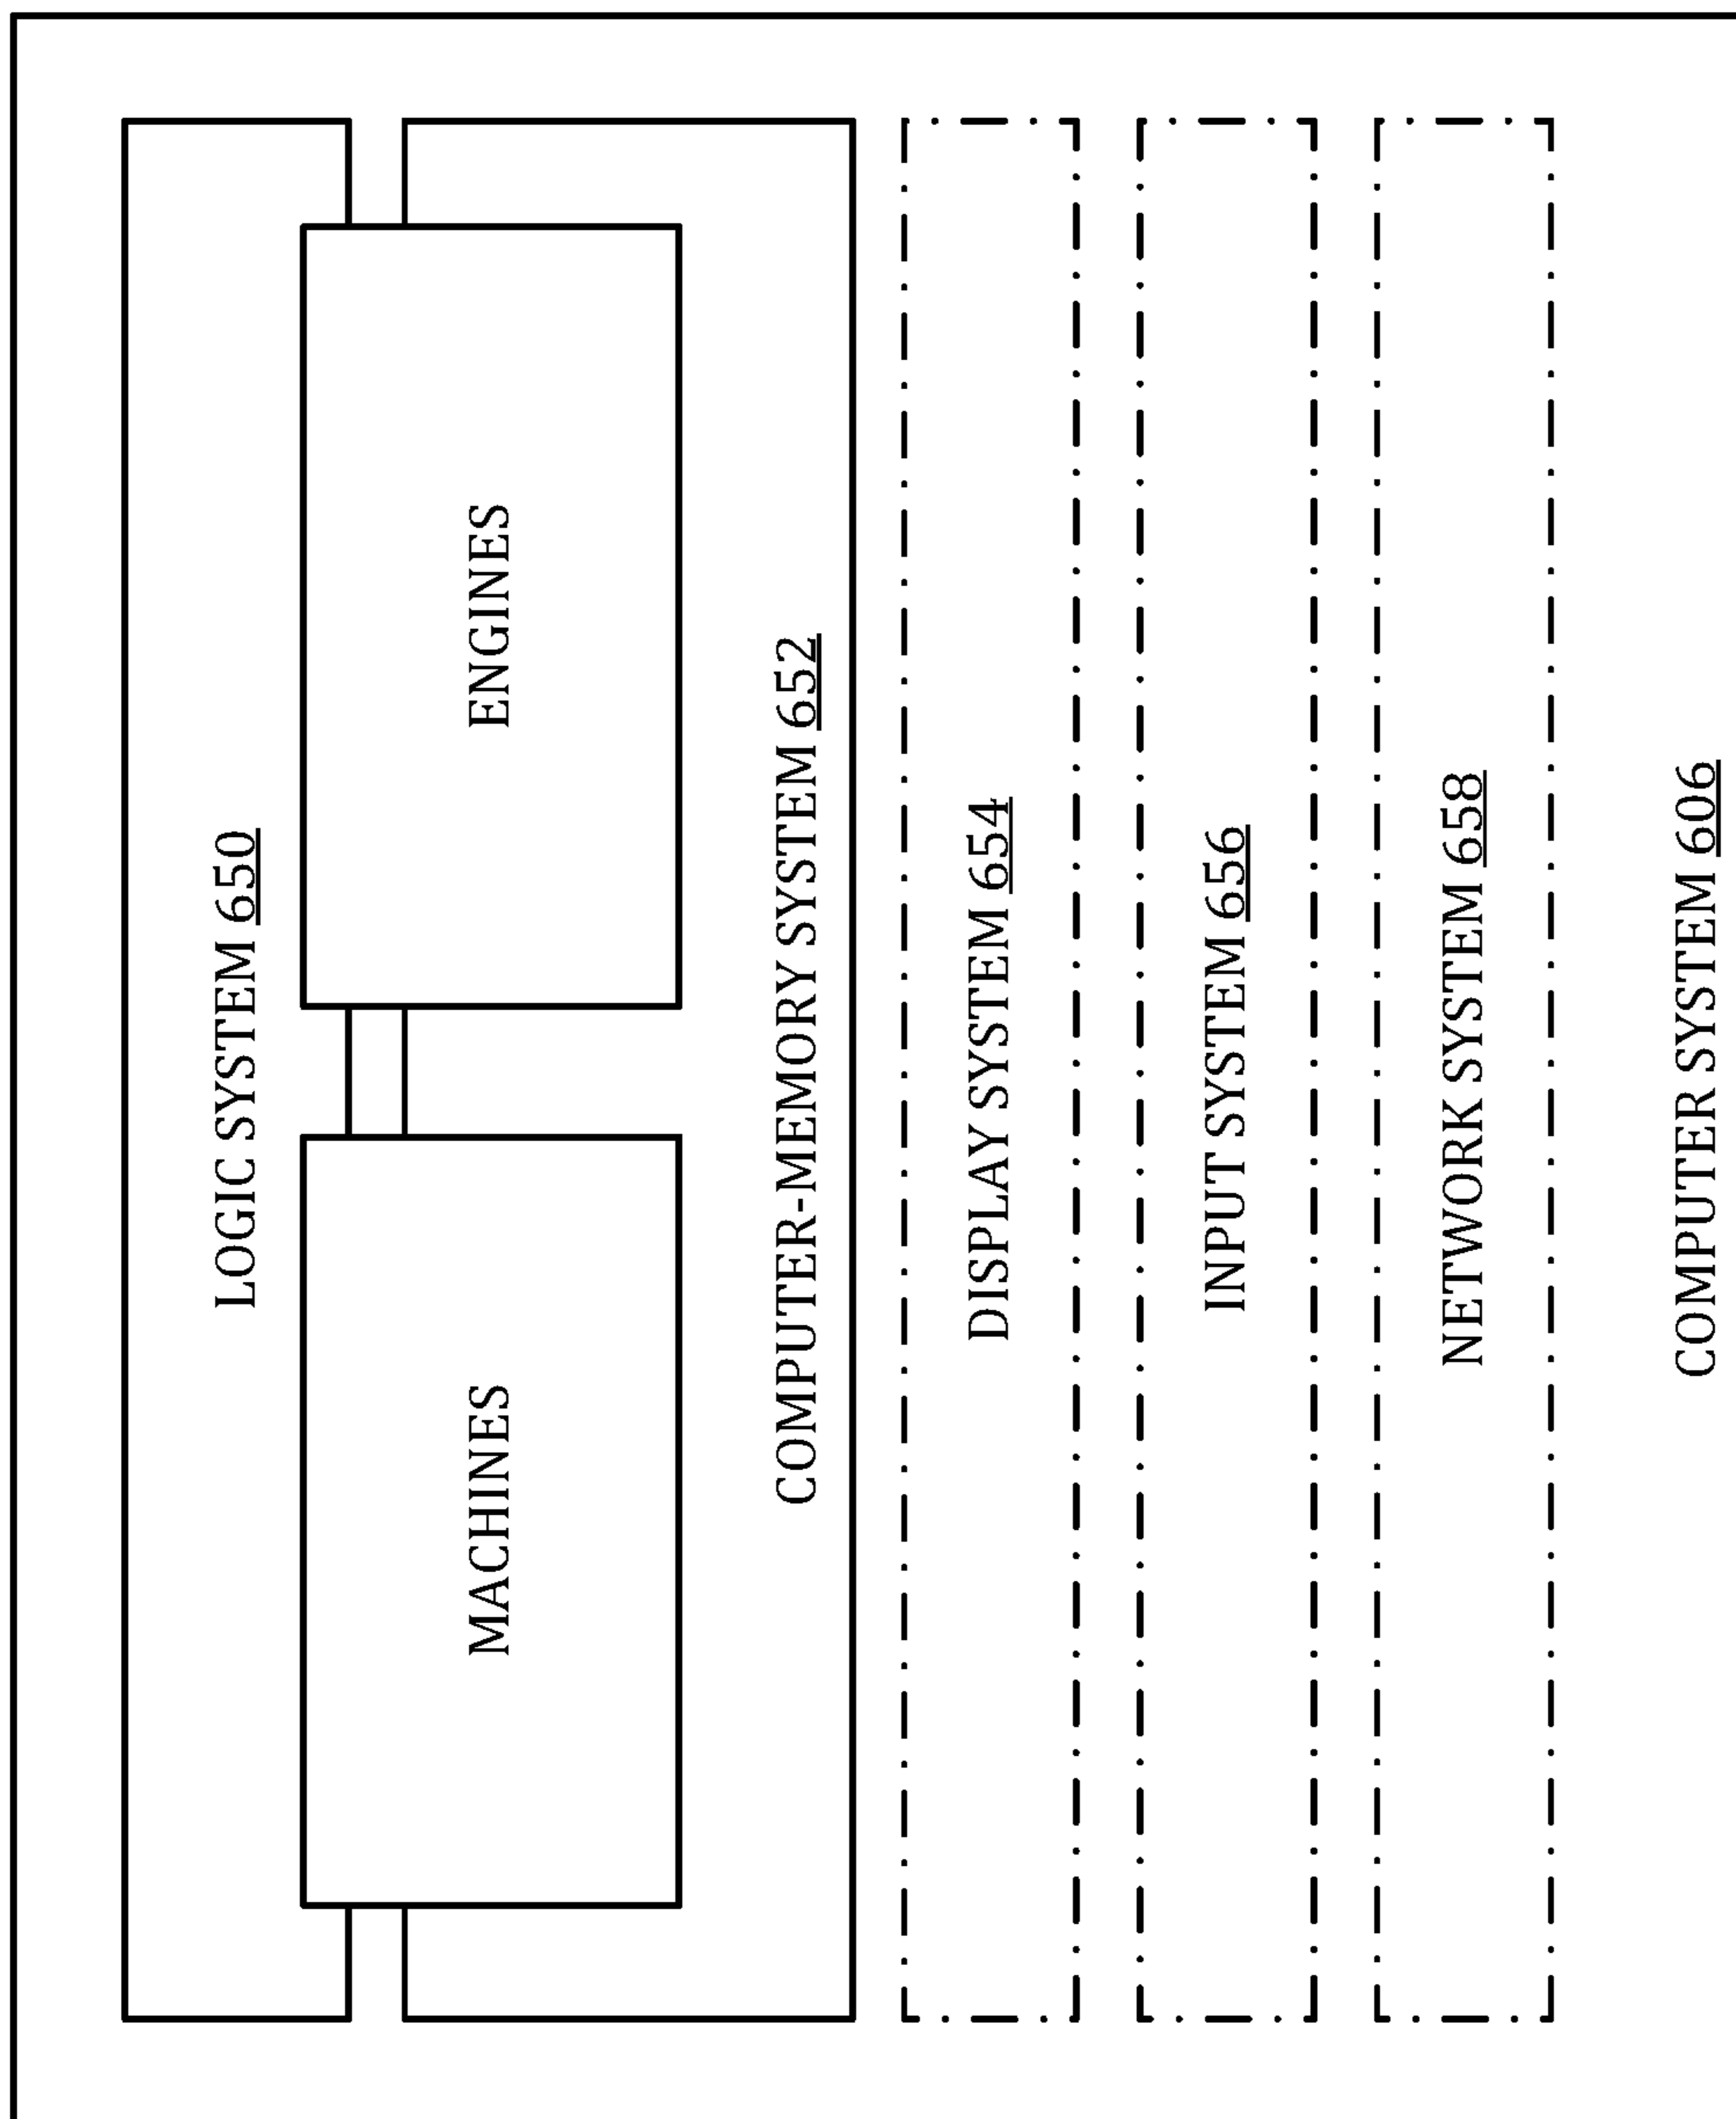 LOGIC SYSTEM 650
MACHINES
ENGINES
COMPUTER-MEMORY SYSTEM 652
DISPLAY SYSTEM 654
INPUT SYSTEM 656
NETWORK SYSTEM 658
COMPUTER SYSTEM 606